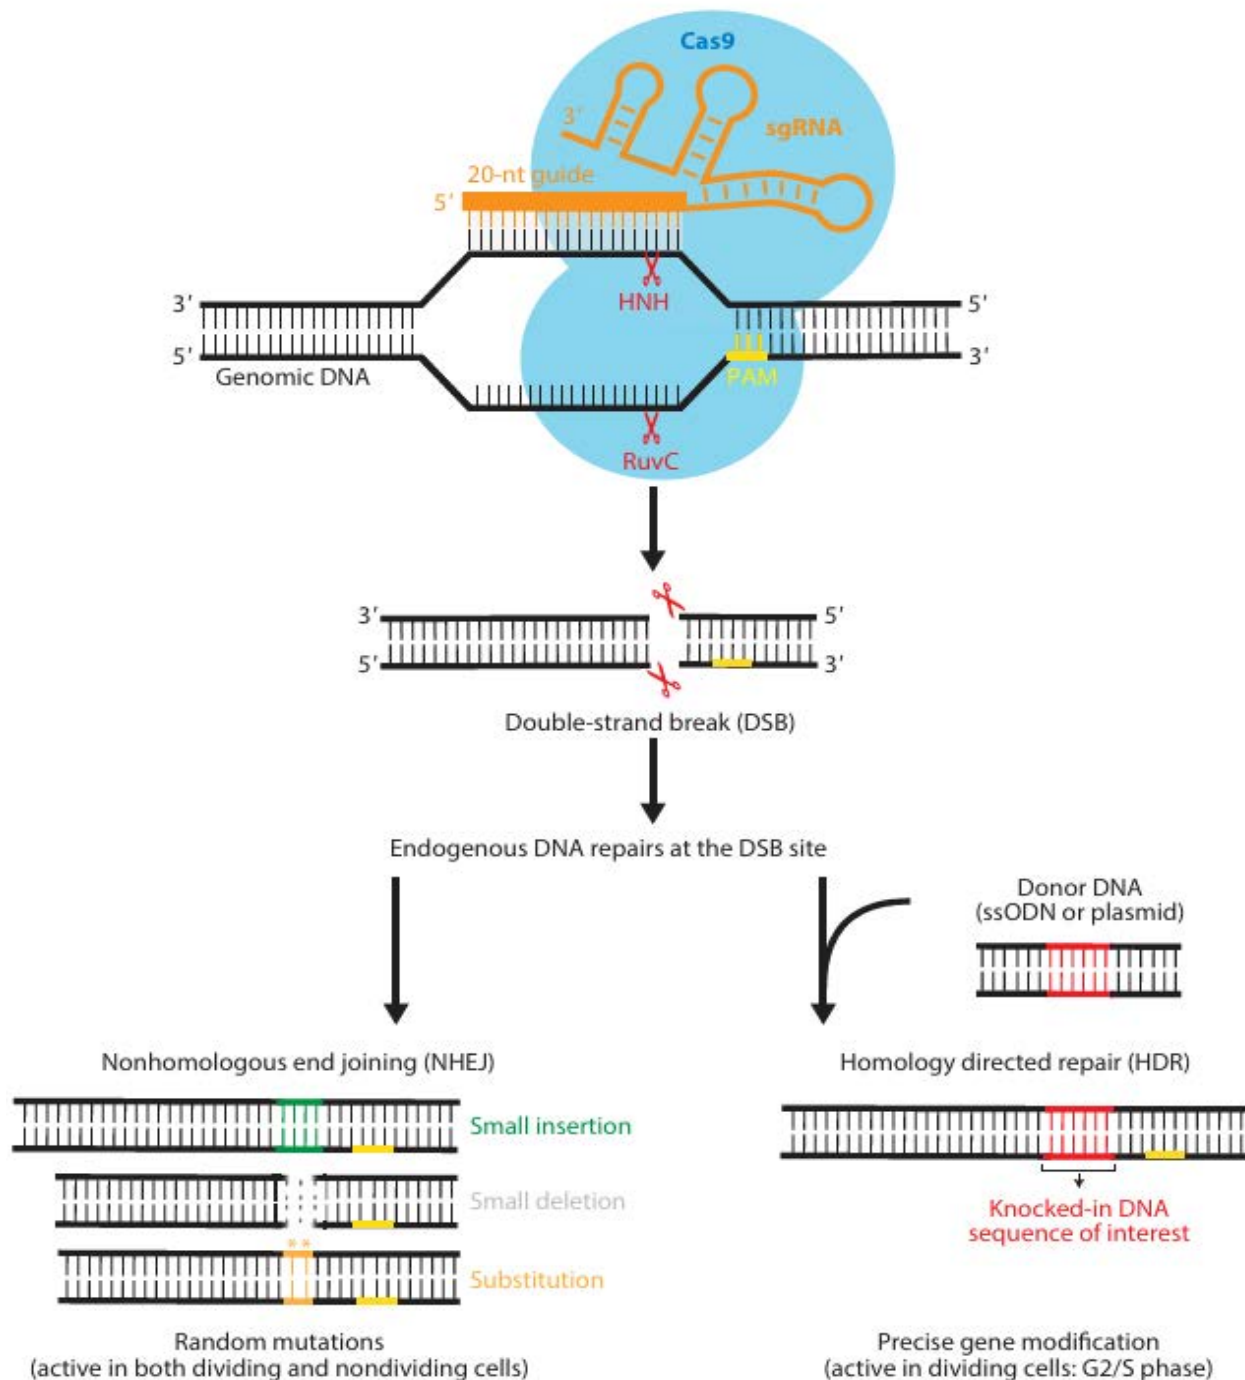 Cas9
3′
sgRNA
20-nt guide
5′
HNH
3′
5′
5′
3′
Genomic DNA
PAM
RuvC
3′
5′
5′
3′
Double-strand break (DSB)
Endogenous DNA repairs at the DSB site
Donor DNA
(ssODN or plasmid)
Nonhomologous end joining (NHEJ)
Homology directed repair (HDR)
Small insertion
Small deletion
Knocked-in DNA
sequence of interest
**
Substitution
Random mutations
(active in both dividing and nondividing cells)
Precise gene modification
(active in dividing cells: G2/S phase)